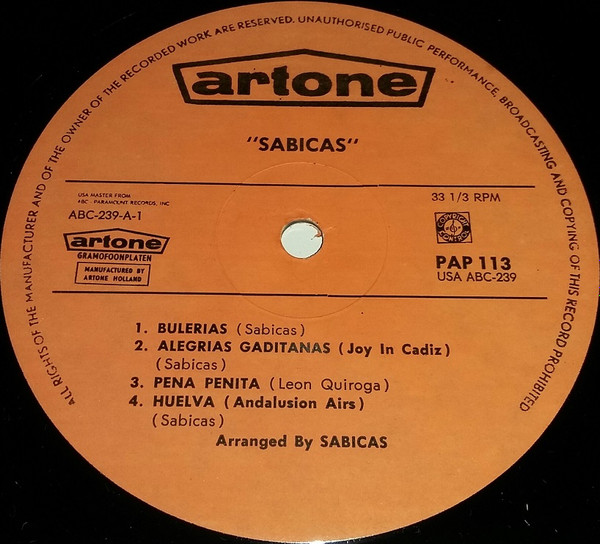 ALL RIGHTS OF THE MANUFACTURER AND OF THE OWNER OF THE RECORDED WORK ARE RESERVED. UNAUTHORISED PUBLIC PERFORMANCE, BROADCASTING AND COPYING OF THIS RECORD PROHIBITED
artone
"SABICAS"
USA MASTER FROM
ABC - PARAMOUNT RECORDS, INC
ABC-239-A-1
33 1/3 RPM
artone
GRAMOFOONPLATEN
MANUFACTURED BY
ARTONE HOLLAND
PAP 113
USA ABC-239
1. BULERIAS (Sabicas)
2. ALEGRIAS GADITANAS (Joy In Cadiz)
(Sabicas)
3. PENA PENITA (Leon Quiroga)
4. HUELVA (Andalusion Airs)
(Sabicas)
Arranged By SABICAS